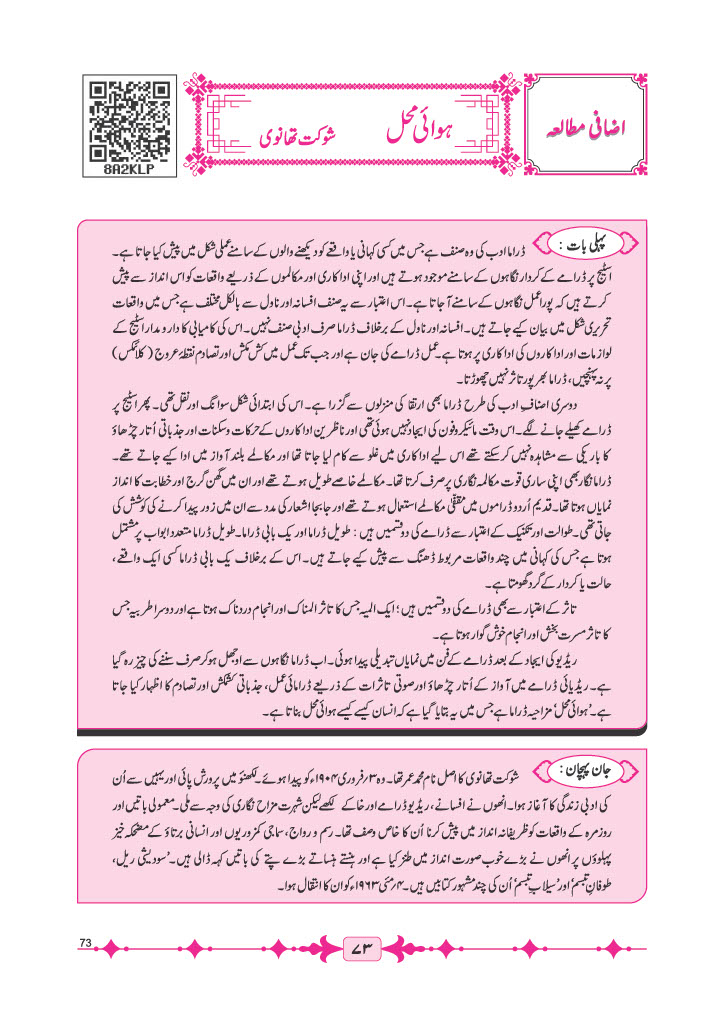 اضافی مطالعہ
ہوائی محل
شوکت تھانوی
8A2KLP
پہلی بات : ڈراما ادب کی وہ صنف ہے جس میں کسی کہانی یا واقعے کو دیکھنے والوں کے سامنے عملی شکل میں پیش کیا جاتا ہے۔
اسٹیج پر ڈرامے کے کردار نگاہوں کے سامنے موجود ہوتے ہیں اور اپنی اداکاری اور مکالموں کے ذریعے واقعات کو اس انداز سے پیش
کرتے ہیں کہ پورا عمل نگاہوں کے سامنے آ جاتا ہے۔ اس اعتبار سے یہ صنف افسانہ اور ناول سے بالکل مختلف ہے جس میں واقعات
تحریری شکل میں بیان کیے جاتے ہیں۔ افسانہ اور ناول کے برخلاف ڈراما صرف ادبی صنف نہیں۔ اس کی کامیابی کا دار و مدار اسٹیج کے
لوازمات اور اداکاروں کی اداکاری پر ہوتا ہے۔ عمل ڈرامے کی جان ہے اور جب تک عمل میں کش مکش اور تصادم نقطۂ عروج (کلائمکس)
پر نہ پہنچیں، ڈراما بھرپور تاثر نہیں چھوڑتا۔
دوسری اصنافِ ادب کی طرح ڈراما بھی ارتقا کی منزلوں سے گزرا ہے۔ اس کی ابتدائی شکل سوانگ اور نقل تھی۔ پھر اسٹیج پر
ڈرامے کھیلے جانے لگے۔ اس وقت مائیکروفون کی ایجاد نہیں ہوئی تھی اور ناظرین اداکاروں کے حرکات و سکنات اور جذباتی اُتار چڑھاؤ
کا باریکی سے مشاہدہ نہیں کر سکتے تھے اس لیے اداکاری میں غلو سے کام لیا جاتا تھا اور مکالمے بلند آواز میں ادا کیے جاتے تھے۔
ڈراما نگار بھی اپنی ساری قوت مکالمہ نگاری پر صرف کرتا تھا۔ مکالمے خاصے طویل ہوتے تھے اور ان میں گھن گرج اور خطابت کا انداز
نمایاں ہوتا تھا۔ قدیم اُردو ڈراموں میں مقفّٰی مکالمے استعمال ہوتے تھے اور جا بجا اشعار کی مدد سے ان میں زور پیدا کرنے کی کوشش کی
جاتی تھی۔ طوالت اور تکنیک کے اعتبار سے ڈرامے کی دو قسمیں ہیں : طویل ڈراما اور یک بابی ڈراما۔ طویل ڈراما متعدد ابواب پر مشتمل
ہوتا ہے جس کی کہانی میں چند واقعات مربوط ڈھنگ سے پیش کیے جاتے ہیں۔ اس کے برخلاف یک بابی ڈراما کسی ایک واقعے،
حالت یا کردار کے گرد گھومتا ہے۔
تاثر کے اعتبار سے بھی ڈرامے کی دو قسمیں ہیں؛ ایک المیہ جس کا تاثر المناک اور انجام دردناک ہوتا ہے اور دوسرا طربیہ جس
کا تاثر مسرت بخش اور انجام خوش گوار ہوتا ہے۔
ریڈیو کی ایجاد کے بعد ڈرامے کے فن میں نمایاں تبدیلی پیدا ہوئی۔ اب ڈراما نگاہوں سے اوجھل ہو کر صرف سننے کی چیز رہ گیا
ہے۔ ریڈیائی ڈرامے میں آواز کے اُتار چڑھاؤ اور صوتی تاثرات کے ذریعے ڈرامائی عمل، جذباتی کشمکش اور تصادم کا اظہار کیا جاتا
ہے۔ 'ہوائی محل' مزاحیہ ڈراما ہے جس میں یہ بتایا گیا ہے کہ انسان کیسے کیسے ہوائی محل بناتا ہے۔
جان پہچان : شوکت تھانوی کا اصل نام محمد عمر تھا۔ وہ ۳؍فروری ۱۹۰۴ء کو پیدا ہوئے۔ لکھنؤ میں پرورش پائی اور یہیں سے اُن
کی ادبی زندگی کا آغاز ہوا۔ انھوں نے افسانے، ریڈیو ڈرامے اور خاکے لکھے لیکن شہرت مزاح نگاری کی وجہ سے ملی۔ معمولی باتیں اور
روزمرہ کے واقعات کو ظریفانہ انداز میں پیش کرنا اُن کا خاص وصف تھا۔ رسم و رواج، سماجی کمزوریوں اور انسانی برتاؤ کے مضحکہ خیز
پہلوؤں پر انھوں نے بڑے خوب صورت انداز میں طنز کیا ہے اور ہنستے ہنساتے بڑے پتے کی باتیں کہہ ڈالی ہیں۔ 'سودیشی ریل،
طوفانِ تبسم' اور 'سیلابِ تبسم' اُن کی چند مشہور کتابیں ہیں۔ ۴؍مئی ۱۹۶۳ء کو ان کا انتقال ہوا۔
73
۷۳